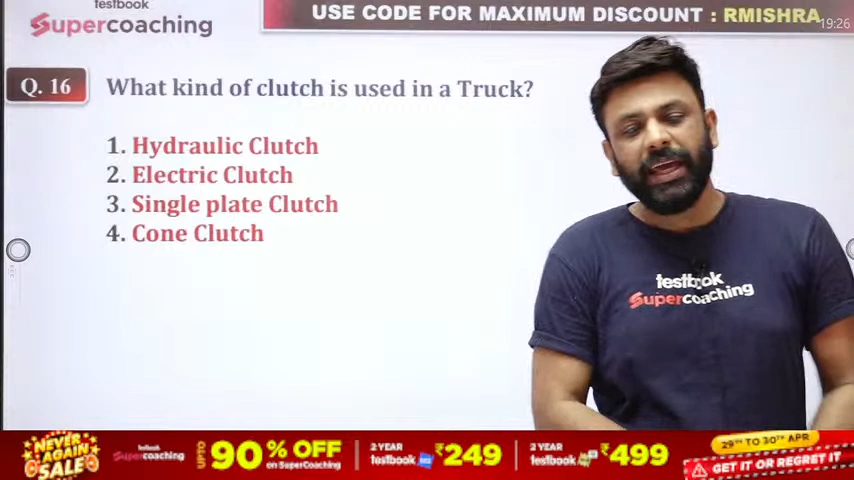 testbook
Supercoaching
USE CODE FOR MAXIMUM DISCOUNT : RMISHRA
19:26
Q. 16
What kind of clutch is used in a Truck?
1. Hydraulic Clutch
2. Electric Clutch
3. Single plate Clutch
4. Cone Clutch
testbook
Supercoaching
NEVER
AGAIN
SALE
testbook
Supercoaching
UPTO
90% OFF
on SuperCoaching
2 YEAR
testbook
₹249
2 YEAR
testbook
₹499
29TH TO 30TH APR
GET IT OR REGRET IT